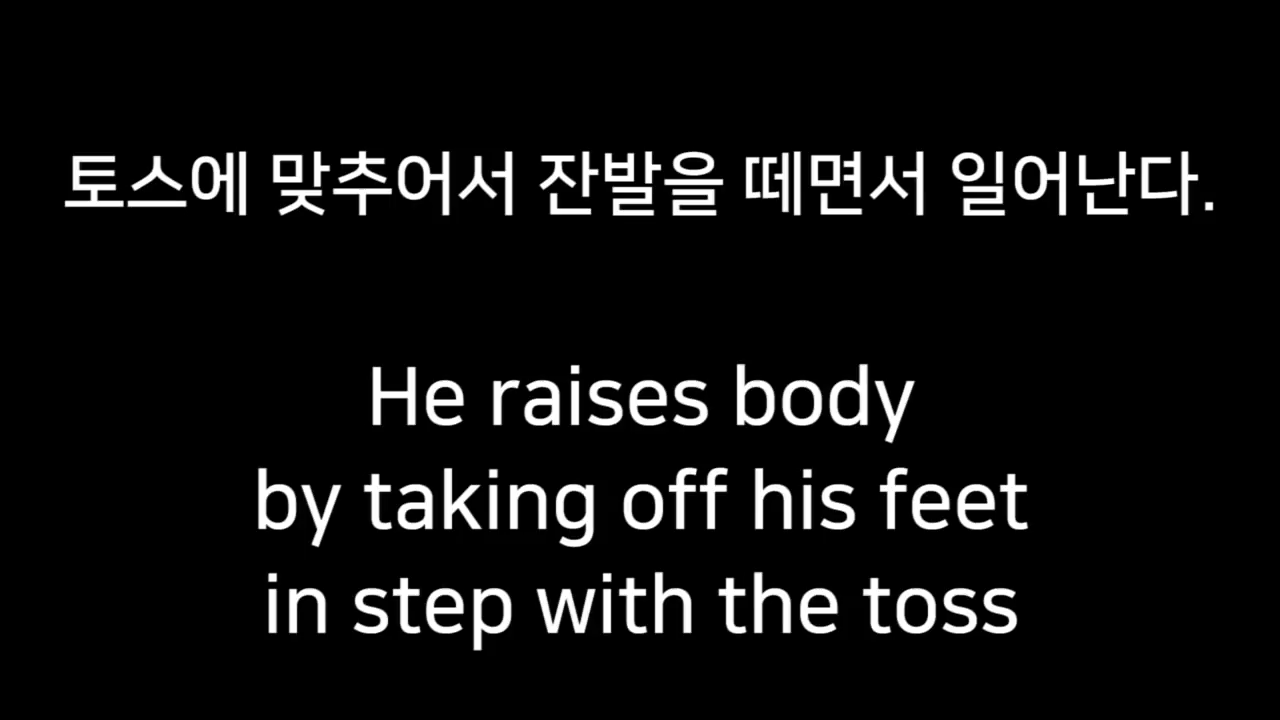 토스에 맞추어서 잔발을 떼면서 일어난다.
He raises body
by taking off his feet
in step with the toss